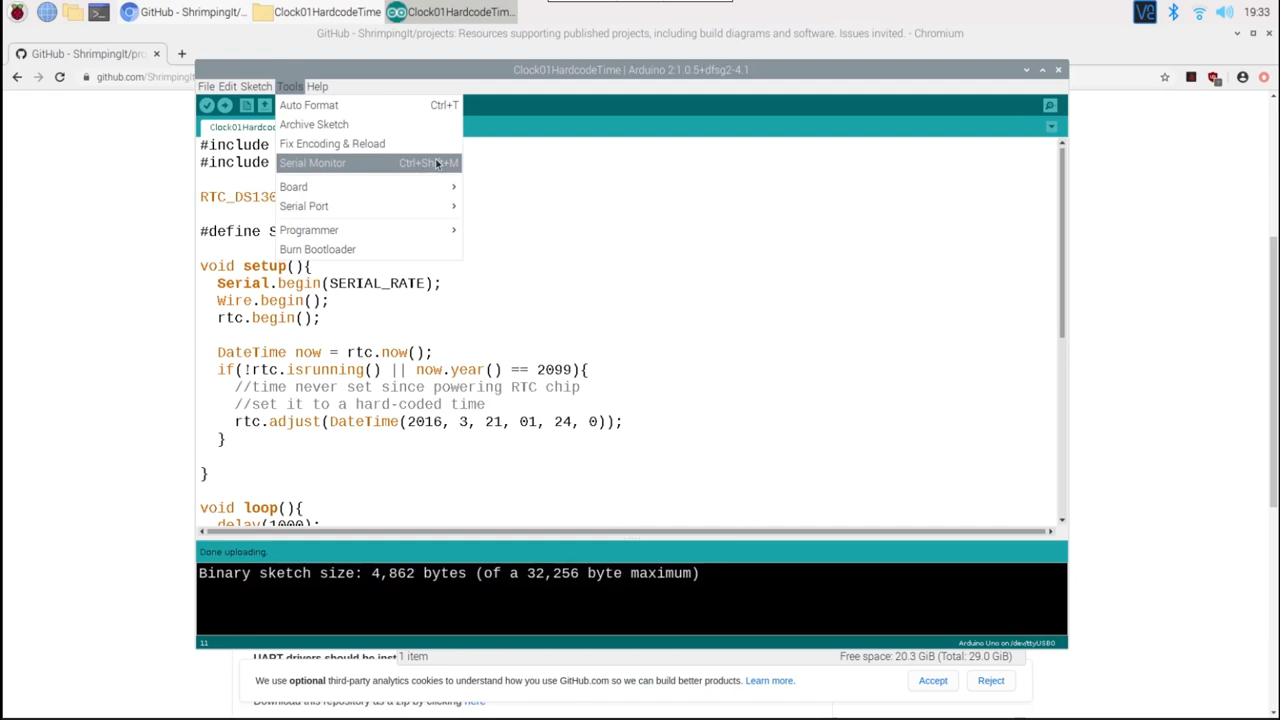 GitHub - ShrimpingIt/...
Clock01HardcodeTime
Clock01HardcodeTim...
19:33
GitHub - ShrimpingIt/projects: Resources supporting published projects, including build diagrams and software. Issues invited. - Chromium
GitHub - ShrimpingIt/pro
github.com/Shrimping
Clock01HardcodeTime | Arduino 2:1.0.5+dfsg2-4.1
File Edit Sketch Tools Help
Auto Format Ctrl+T
Archive Sketch
Fix Encoding & Reload
Serial Monitor Ctrl+Shift+M
Board
Serial Port
Programmer
Burn Bootloader
Clock01Hardcod
#include
#include
RTC_DS130
#define S
void setup(){
Serial.begin(SERIAL_RATE);
Wire.begin();
rtc.begin();
DateTime now = rtc.now();
if(!rtc.isrunning() || now.year() == 2099){
//time never set since powering RTC chip
//set it to a hard-coded time
rtc.adjust(DateTime(2016, 3, 21, 01, 24, 0));
}
}
void loop(){
delay(1000);
Done uploading.
Binary sketch size: 4,862 bytes (of a 32,256 byte maximum)
11
Arduino Uno on /dev/ttyUSB0
UART drivers should be inst
1 item
Free space: 20.3 GiB (Total: 29.0 GiB)
We use optional third-party analytics cookies to understand how you use GitHub.com so we can build better products. Learn more.
Accept
Reject
Download this repository as a zip by clicking here